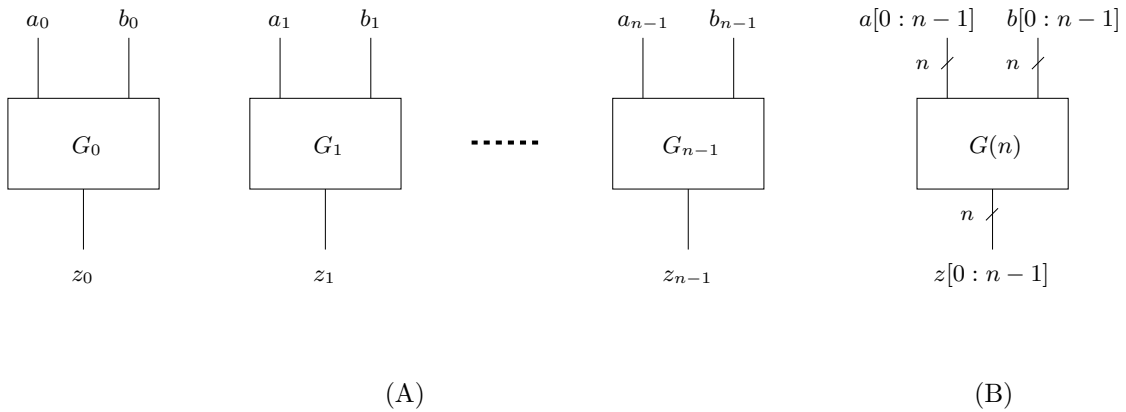 a₀ b₀ a₁ b₁ aₙ₋₁ bₙ₋₁ a[0 : n − 1] b[0 : n − 1]
n n
G₀ G₁ Gₙ₋₁ G(n)
n
z₀ z₁ zₙ₋₁ z[0 : n − 1]
(A) (B)